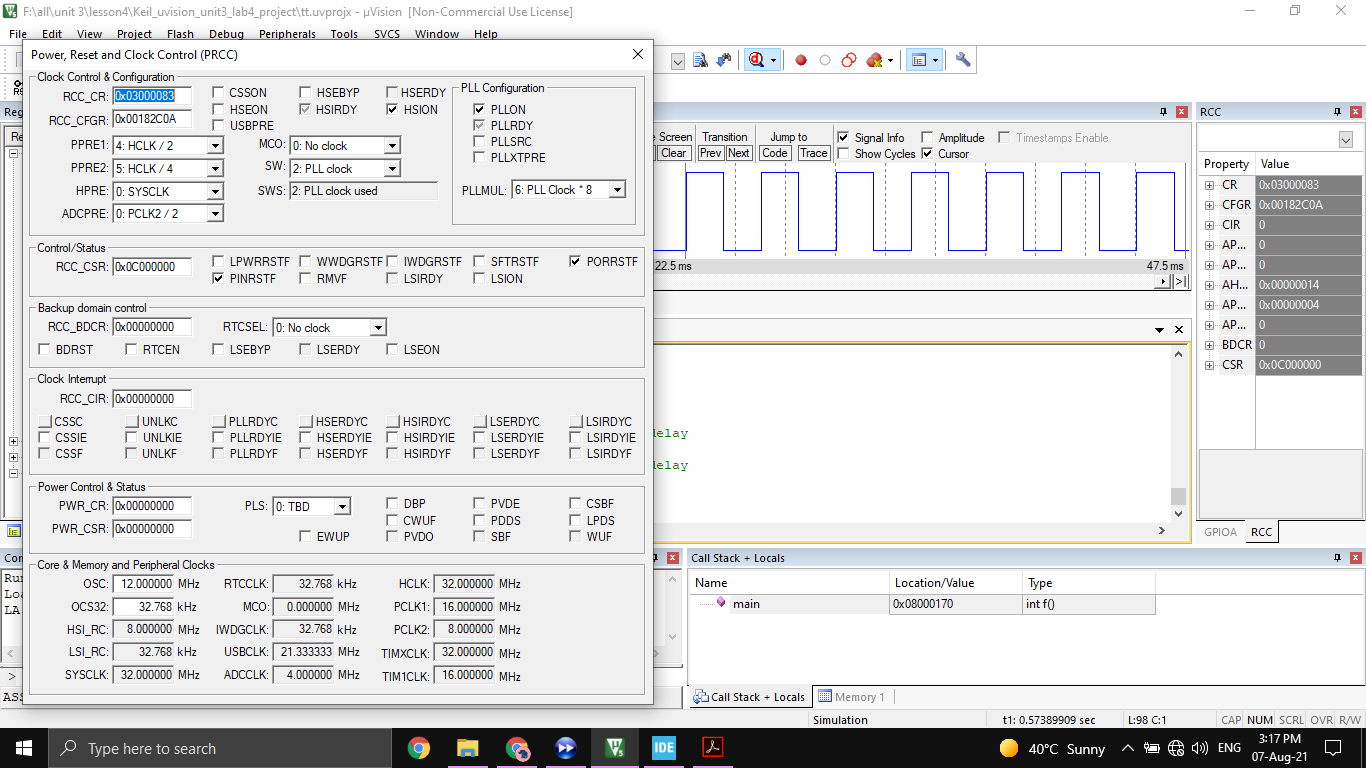 F:\all\unit 3\lesson4\Keil_uvision_unit3_lab4_project\tt.uvprojx - µVision [Non-Commercial Use License]
File Edit View Project Flash Debug Peripherals Tools SVCS Window Help
Power, Reset and Clock Control (PRCC)
Clock Control & Configuration
RCC_CR: 0x03000083
RCC_CFGR: 0x00182C0A
PPRE1: 4: HCLK / 2
PPRE2: 5: HCLK / 4
HPRE: 0: SYSCLK
ADCPRE: 0: PCLK2 / 2
CSSON HSEBYP HSERDY
HSEON HSIRDY HSION
USBPRE
MCO: 0: No clock
SW: 2: PLL clock
SWS: 2: PLL clock used
PLL Configuration
PLLON
PLLRDY
PLLSRC
PLLXTPRE
PLLMUL: 6: PLL Clock * 8
Control/Status
RCC_CSR: 0x0C000000
LPWRRSTF WWDGRSTF IWDGRSTF SFTRSTF PORRSTF
PINRSTF RMVF LSIRDY LSION
Backup domain control
RCC_BDCR: 0x00000000 RTCSEL: 0: No clock
BDRST RTCEN LSEBYP LSERDY LSEON
Clock Interrupt
RCC_CIR: 0x00000000
CSSC UNLKC PLLRDYC HSERDYC HSIRDYC LSERDYC LSIRDYC
CSSIE UNLKIE PLLRDYIE HSERDYIE HSIRDYIE LSERDYIE LSIRDYIE
CSSF UNLKF PLLRDYF HSERDYF HSIRDYF LSERDYF LSIRDYF
Power Control & Status
PWR_CR: 0x00000000 PLS: 0: TBD DBP PVDE CSBF
CWUF PDDS LPDS
PWR_CSR: 0x00000000 EWUP PVDO SBF WUF
Core & Memory and Peripheral Clocks
OSC: 12.000000 MHz RTCCLK: 32.768 kHz HCLK: 32.000000 MHz
OCS32: 32.768 kHz MCO: 0.000000 MHz PCLK1: 16.000000 MHz
HSI_RC: 8.000000 MHz IWDGCLK: 32.768 kHz PCLK2: 8.000000 MHz
LSI_RC: 32.768 kHz USBCLK: 21.333333 MHz TIMXCLK: 32.000000 MHz
SYSCLK: 32.000000 MHz ADCCLK: 4.000000 MHz TIM1CLK: 16.000000 MHz
Screen Transition Jump to Signal Info Amplitude Timestamps Enable
Clear Prev Next Code Trace Show Cycles Cursor
22.5 ms 47.5 ms
delay
delay
RCC
Property Value
CR 0x03000083
CFGR 0x00182C0A
CIR 0
AP... 0
AP... 0
AH... 0x00000014
AP... 0x00000004
AP... 0
BDCR 0
CSR 0x0C000000
GPIOA RCC
Call Stack + Locals
Name Location/Value Type
main 0x08000170 int f()
Call Stack + Locals Memory 1
Simulation t1: 0.57389909 sec L:98 C:1 CAP NUM SCRL OVR R/W
Type here to search
IDE
40°C Sunny ENG
3:17 PM
07-Aug-21